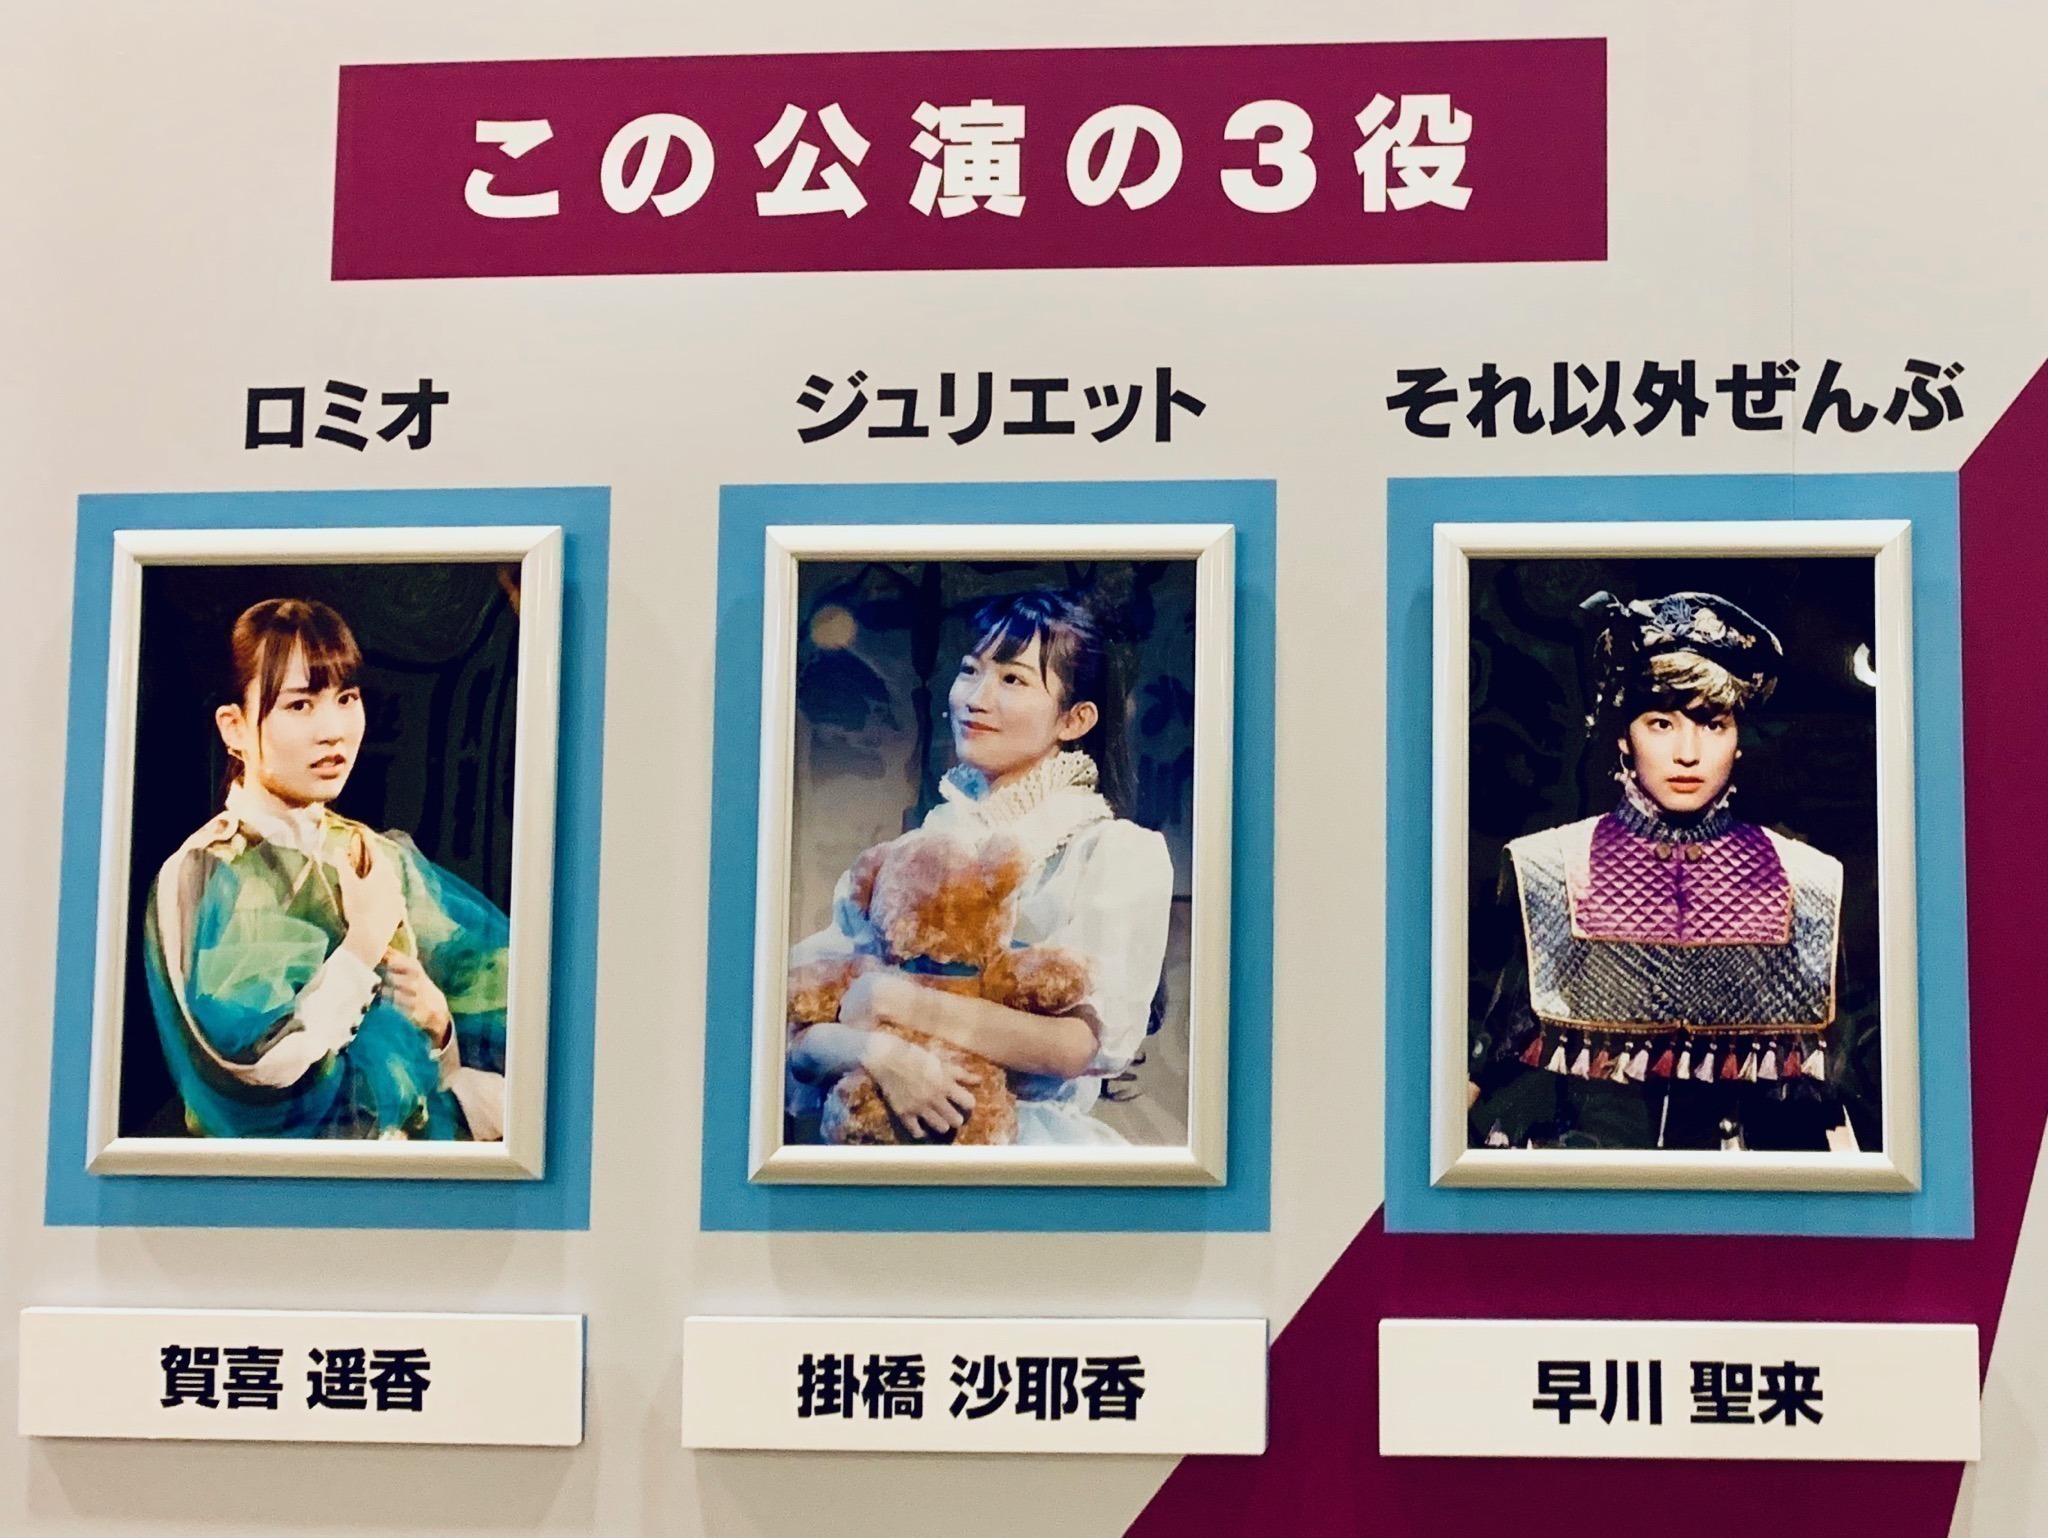 この公演の3役
ロミオ
ジュリエット
それ以外ぜんぶ
賀喜 遥香
掛橋 沙耶香
早川 聖来